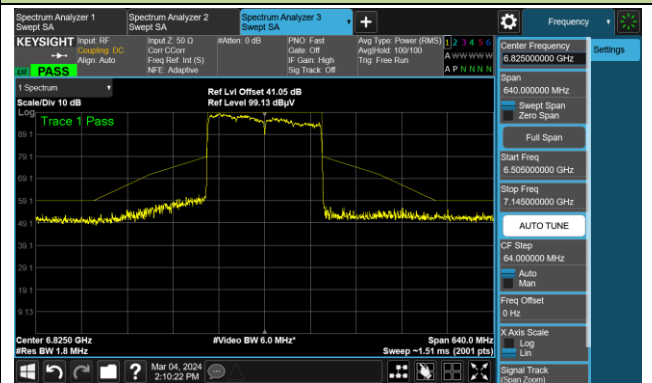 Spectrum Analyzer 1
Swept SA
Spectrum Analyzer 2
Swept SA
Spectrum Analyzer 3
Swept SA
Frequency
KEYSIGHT
Input: RF
Coupling: DC
Align: Auto
Input Z: 50 Ω
Corr CCorr
Freq Ref: Int (S)
NFE: Adaptive
#Atten: 0 dB
PNO: Fast
Gate: Off
IF Gain: High
Sig Track: Off
Avg Type: Power (RMS)
Avg|Hold: 100/100
Trig: Free Run
1 2 3 4 5 6
A W W W W W
A P N N N N
LM PASS
1 Spectrum
Scale/Div 10 dB
Ref Lvl Offset 41.05 dB
Ref Level 99.13 dBµV
Log
Trace 1 Pass
89.1
79.1
69.1
59.1
49.1
39.1
29.1
19.1
9.13
Center 6.8250 GHz
#Res BW 1.8 MHz
#Video BW 6.0 MHz*
Span 640.0 MHz
Sweep ~1.51 ms (2001 pts)
Mar 04, 2024
2:10:22 PM
Settings
Center Frequency
6.825000000 GHz
Span
640.000000 MHz
Swept Span
Zero Span
Full Span
Start Freq
6.505000000 GHz
Stop Freq
7.145000000 GHz
AUTO TUNE
CF Step
64.000000 MHz
Auto
Man
Freq Offset
0 Hz
X Axis Scale
Log
Lin
Signal Track
(Span Zoom)